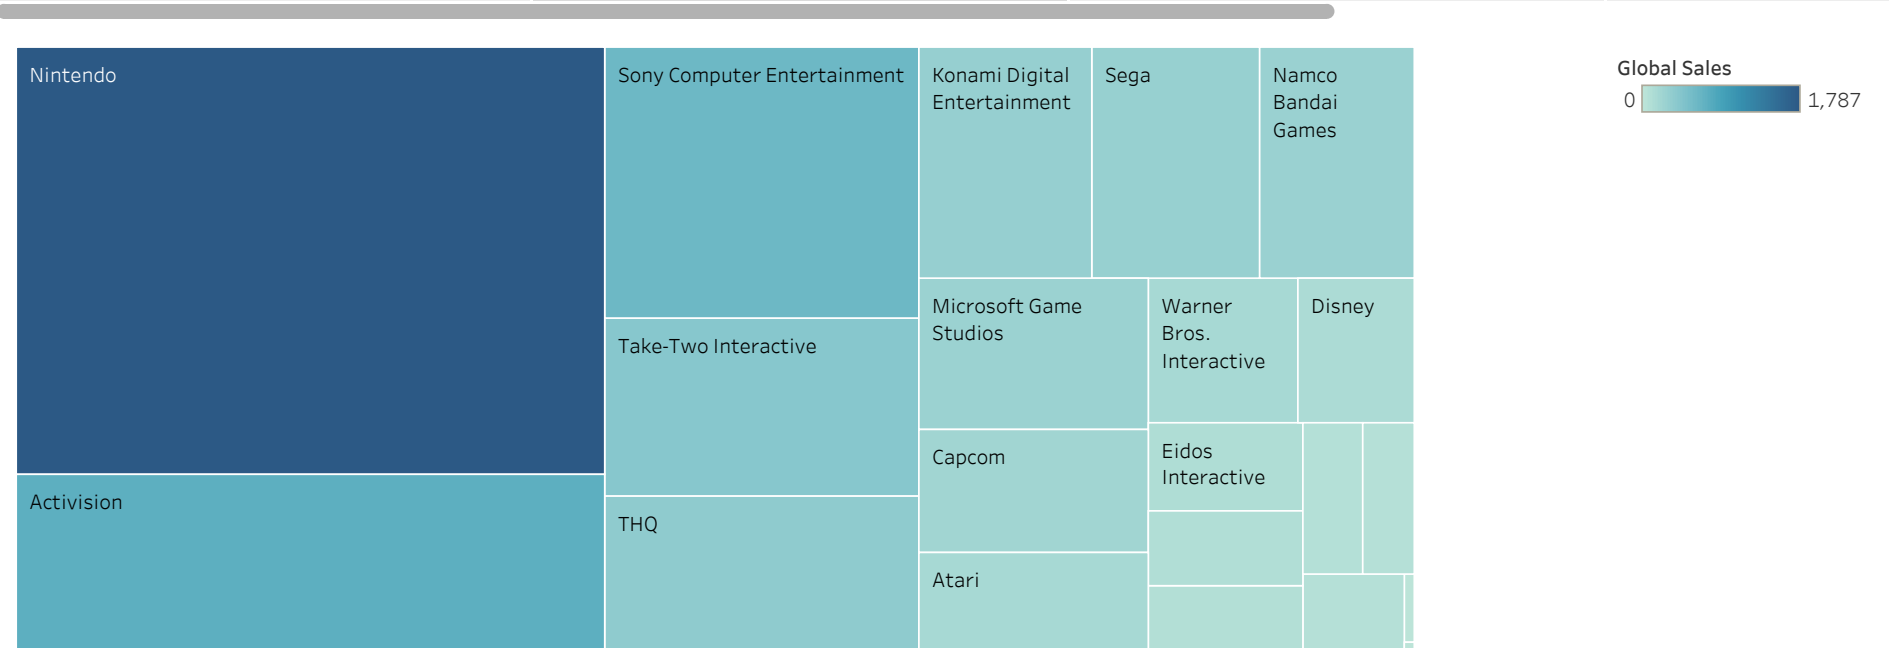 Nintendo
Sony Computer Entertainment
Konami Digital
Entertainment
Sega
Namco
Bandai
Games
Global Sales
0
1,787
Microsoft Game
Studios
Warner
Bros.
Interactive
Disney
Take-Two Interactive
Capcom
Eidos
Interactive
Activision
THQ
Atari